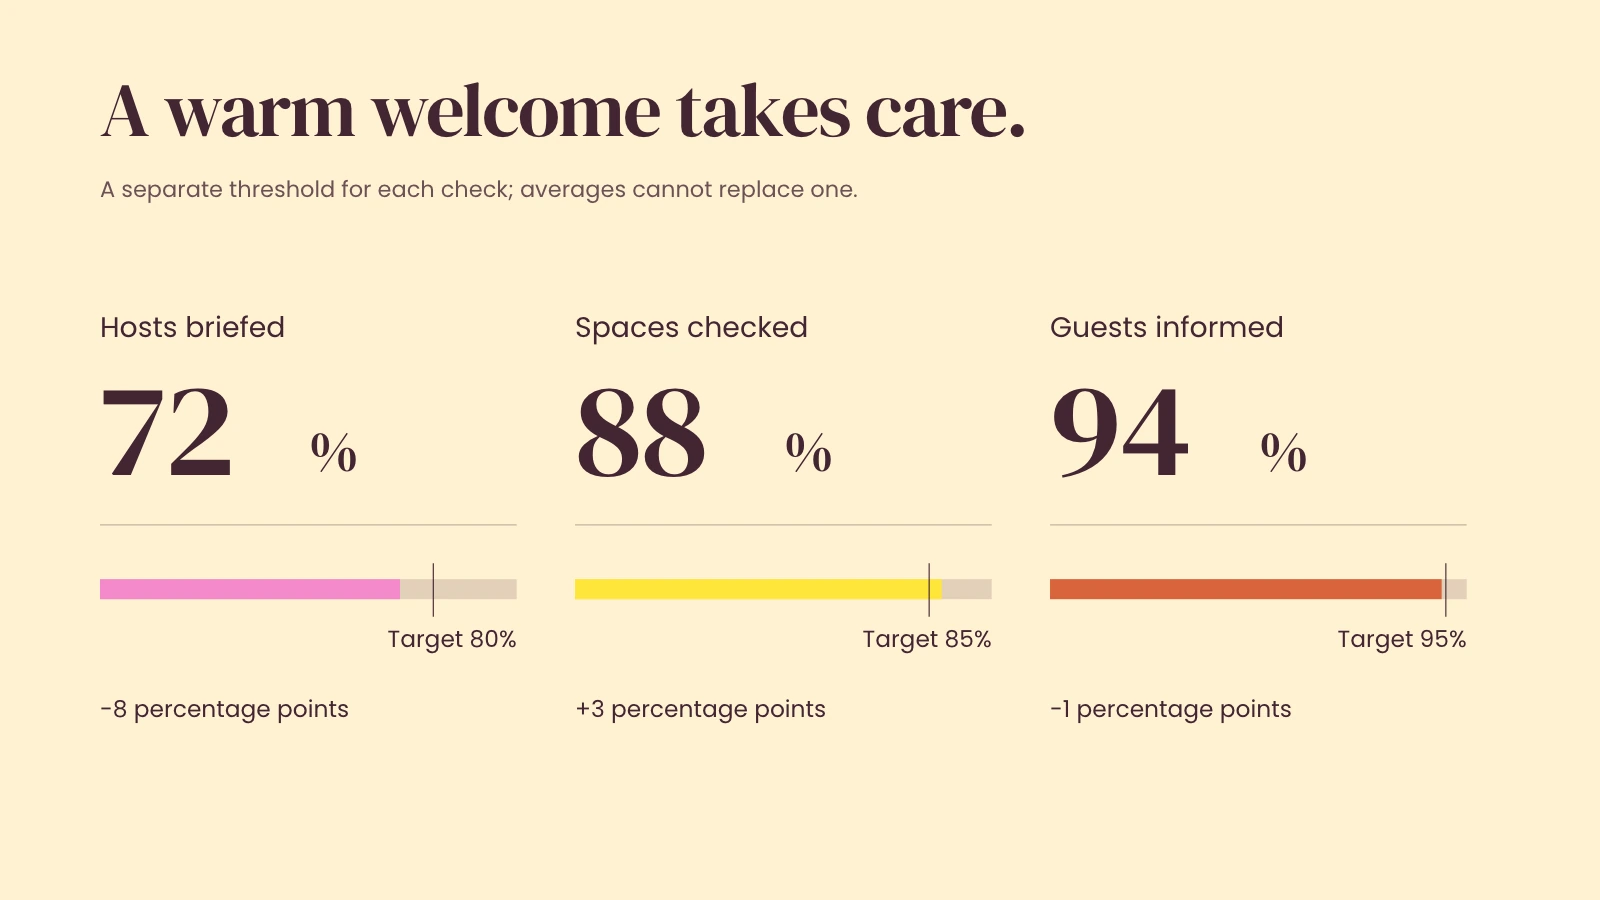 A warm welcome takes care.
A separate threshold for each check; averages cannot replace one.
Hosts briefed
72 %
Target 80%
-8 percentage points
Spaces checked
88 %
Target 85%
+3 percentage points
Guests informed
94 %
Target 95%
-1 percentage points